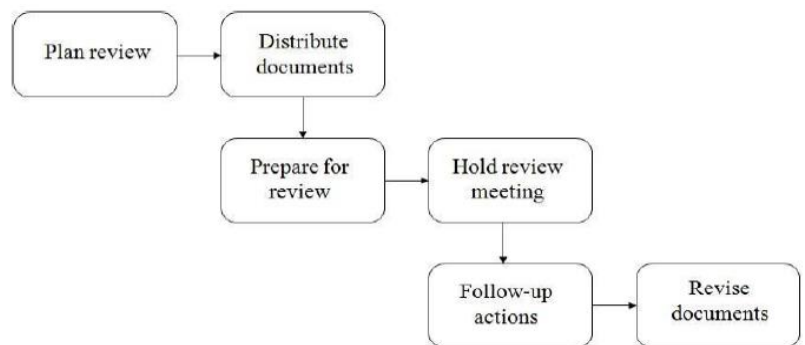 Plan review
Distribute
documents
Prepare for
review
Hold review
meeting
Follow-up
actions
Revise
documents